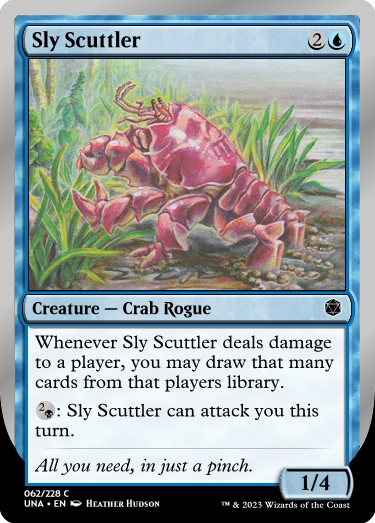 Sly Scuttler 2
Creature — Crab Rogue
Whenever Sly Scuttler deals damage
to a player, you may draw that many
cards from that players library.
2: Sly Scuttler can attack you this
turn.
All you need, in just a pinch.
1/4
062/228 C
UNA • EN Heather Hudson
™ & 2023 Wizards of the Coast